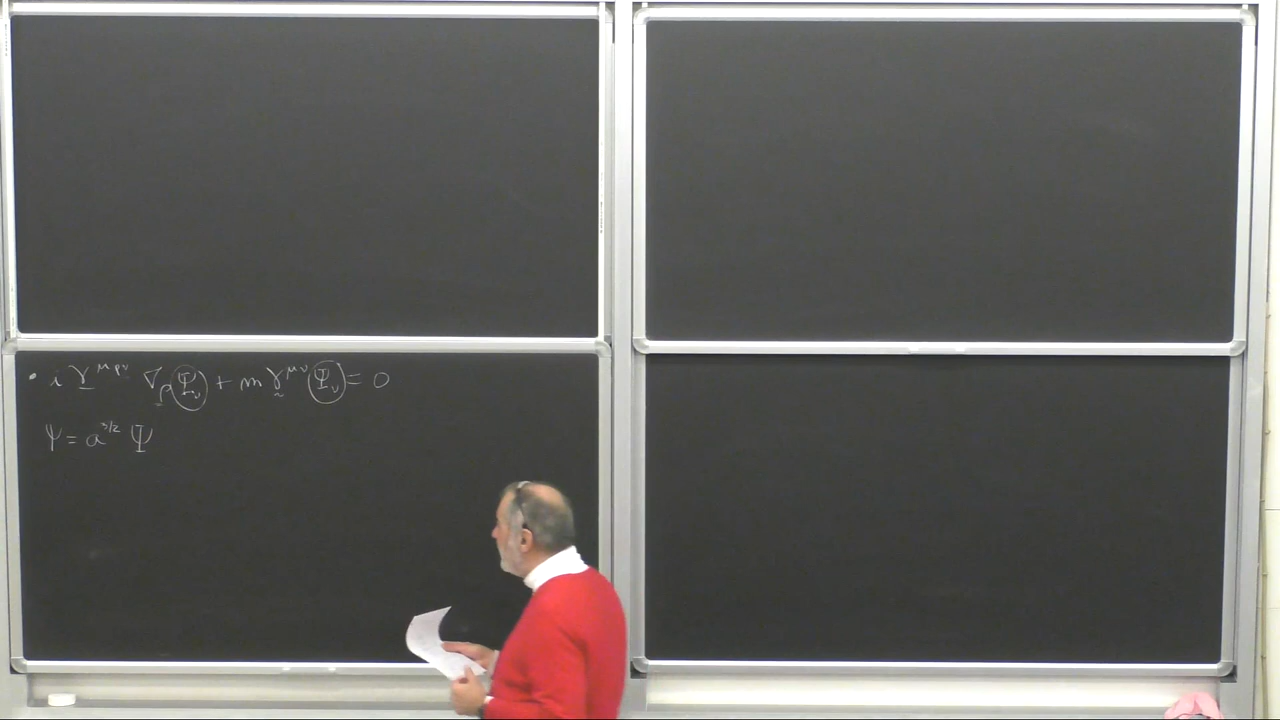 • i γ^{μρν} ∇_ρ (Ψ_ν) + m γ^{μν} (Ψ_ν) = 0
ψ = a^{3/2} Ψ